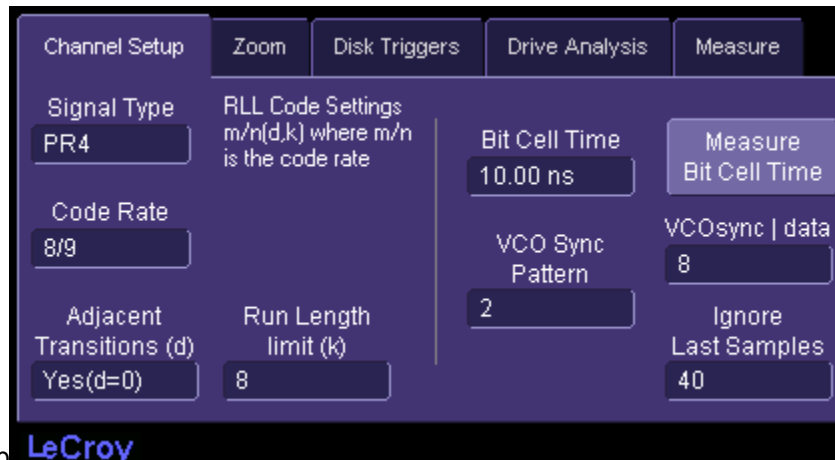 Channel Setup
Zoom
Disk Triggers
Drive Analysis
Measure
Signal Type
PR4
RLL Code Settings
m/n(d,k) where m/n
is the code rate
Code Rate
8/9
Adjacent
Transitions (d)
Yes(d=0)
Run Length
limit (k)
8
Bit Cell Time
10.00 ns
Measure
Bit Cell Time
VCO Sync
Pattern
2
VCOsync | data
8
Ignore
Last Samples
40
LeCroy